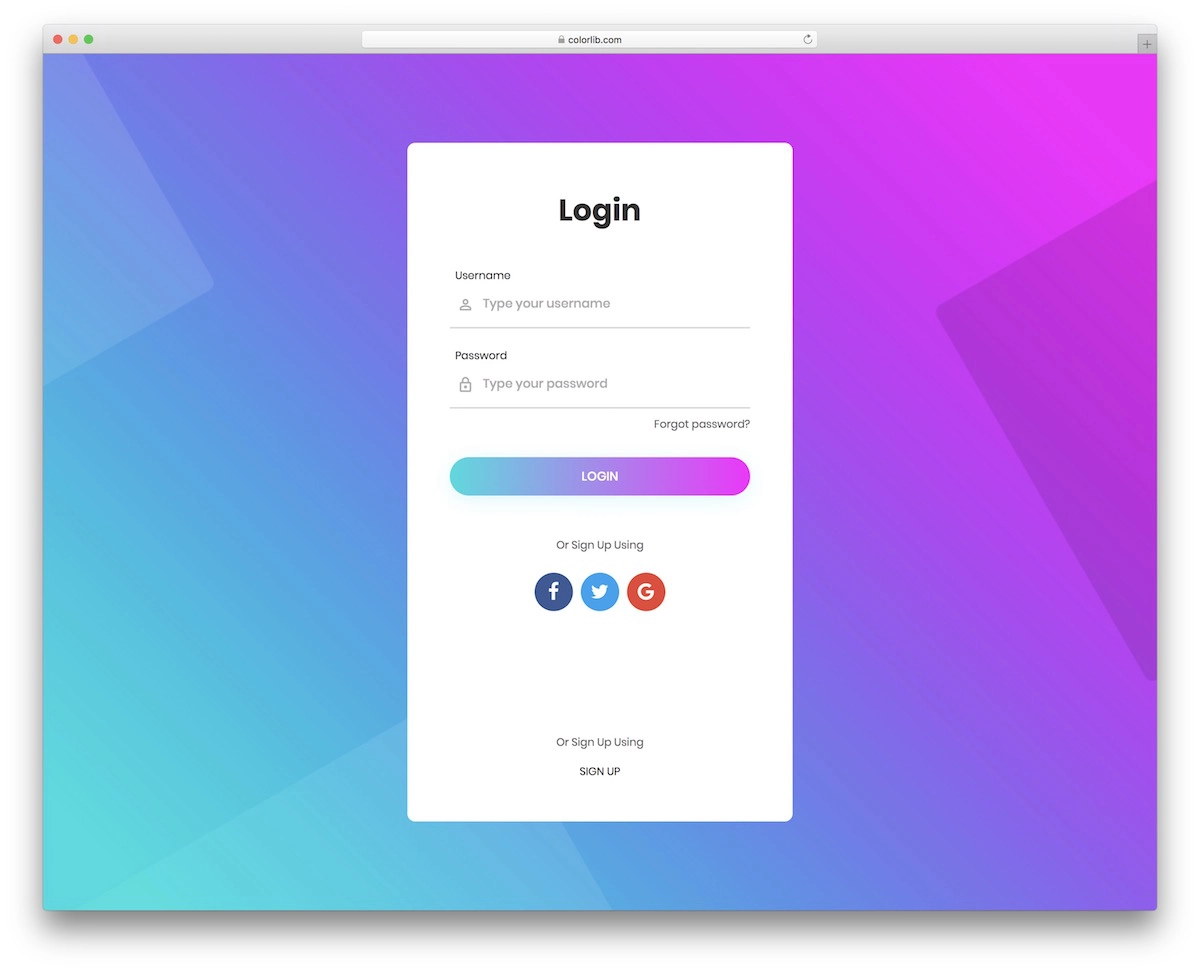 colorlib.com
Login
Username
Type your username
Password
Type your password
Forgot password?
LOGIN
Or Sign Up Using
Or Sign Up Using
SIGN UP